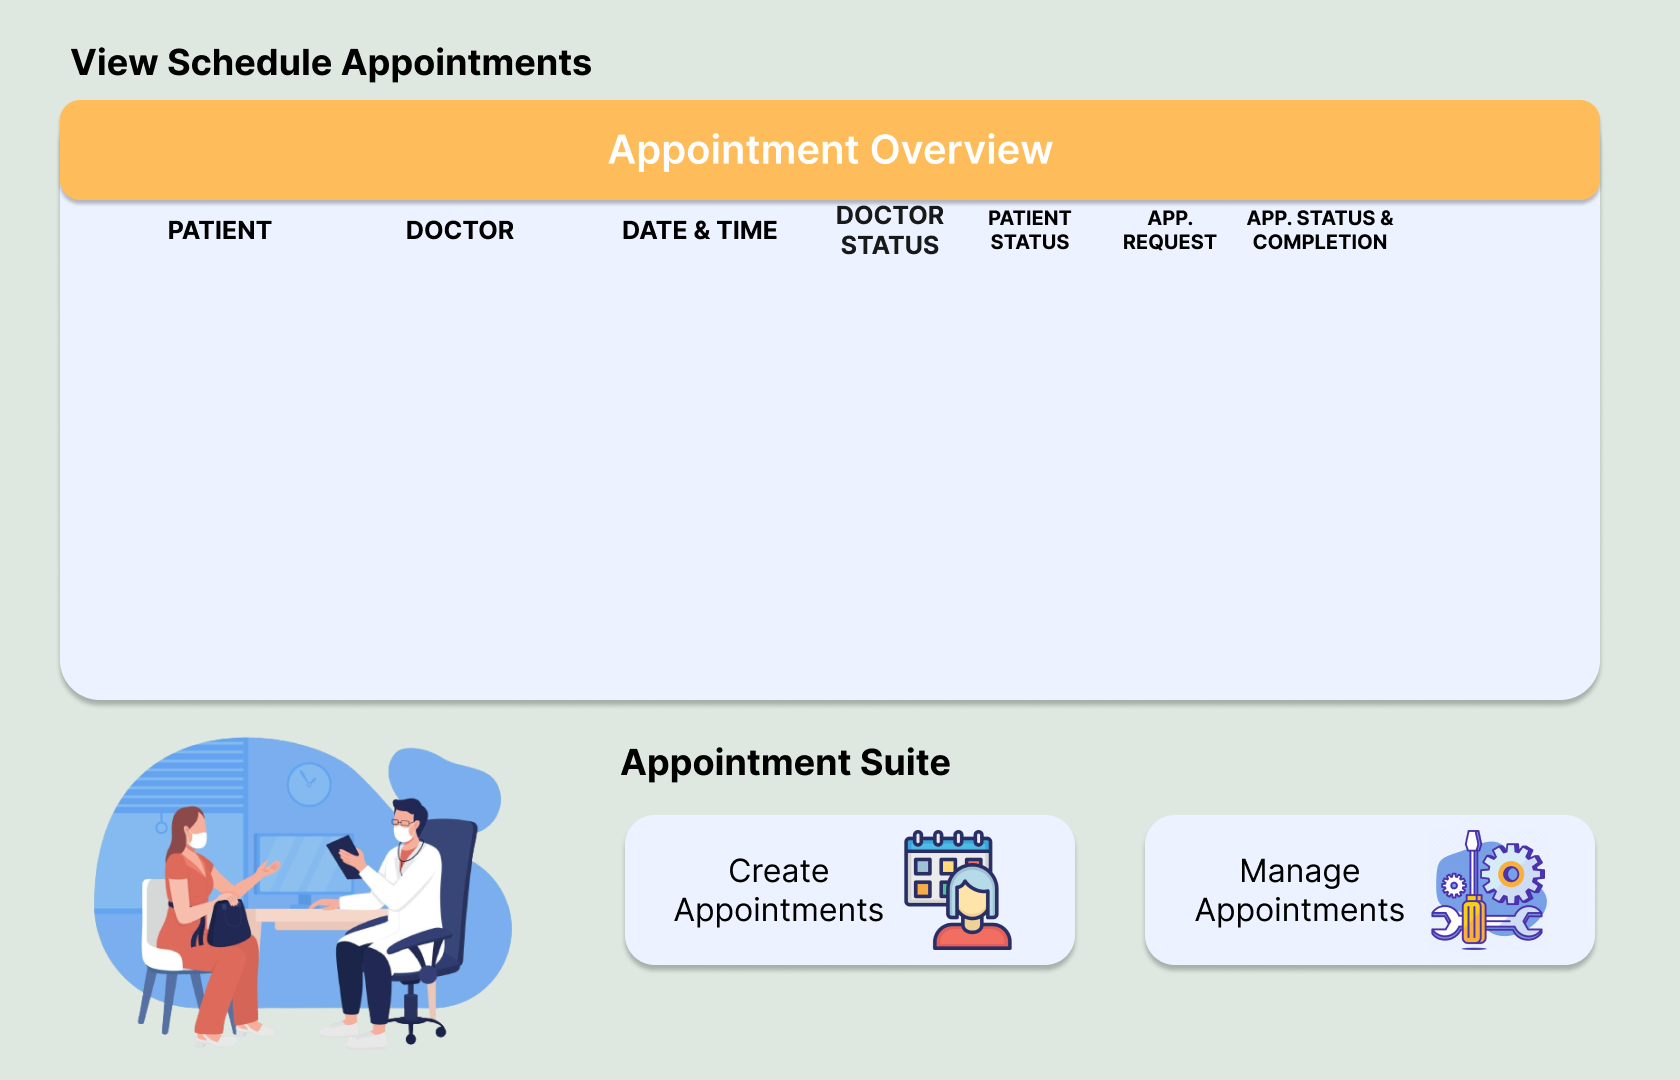 View Schedule Appointments
Appointment Overview
PATIENT
DOCTOR
DATE & TIME
DOCTOR
STATUS
PATIENT
STATUS
APP.
REQUEST
APP. STATUS &
COMPLETION
Appointment Suite
Create
Appointments
Manage
Appointments